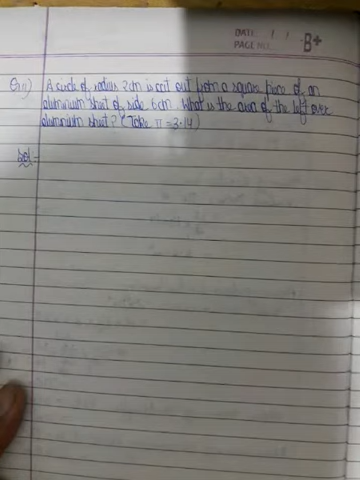 DATE / /
PAGE NO. B+
Q.11) A circle of radius 2cm is cut out from a square piece of an
aluminium sheet of side 6cm. What is the area of the left over
aluminium sheet? (Take π = 3.14)
Sol